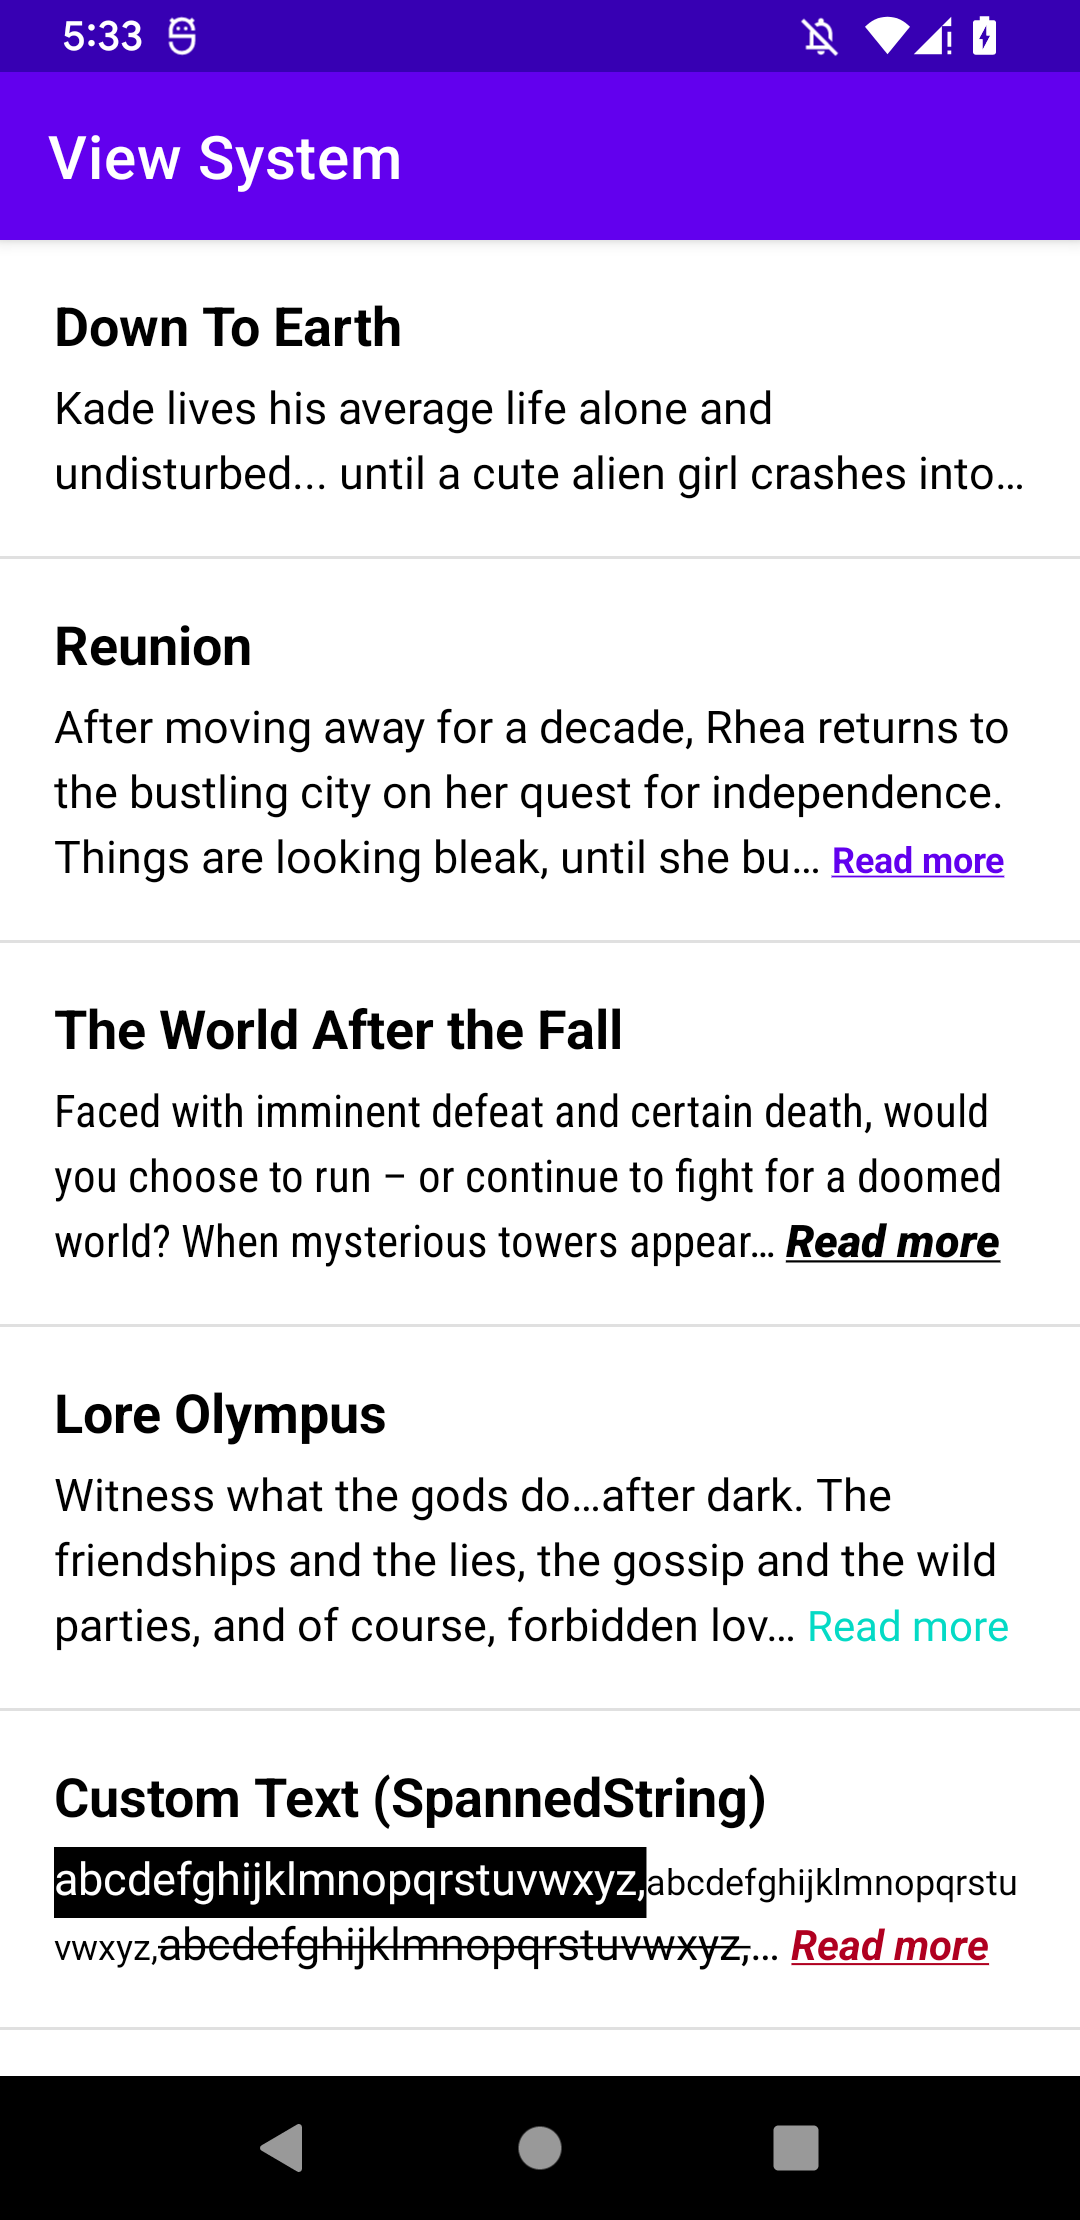 5:33
View System
Down To Earth
Kade lives his average life alone and
undisturbed... until a cute alien girl crashes into…
Reunion
After moving away for a decade, Rhea returns to
the bustling city on her quest for independence.
Things are looking bleak, until she bu… Read more
The World After the Fall
Faced with imminent defeat and certain death, would
you choose to run – or continue to fight for a doomed
world? When mysterious towers appear… Read more
Lore Olympus
Witness what the gods do…after dark. The
friendships and the lies, the gossip and the wild
parties, and of course, forbidden lov… Read more
Custom Text (SpannedString)
abcdefghijklmnopqrstuvwxyz,abcdefghijklmnopqrstu
vwxyz,abcdefghijklmnopqrstuvwxyz,… Read more